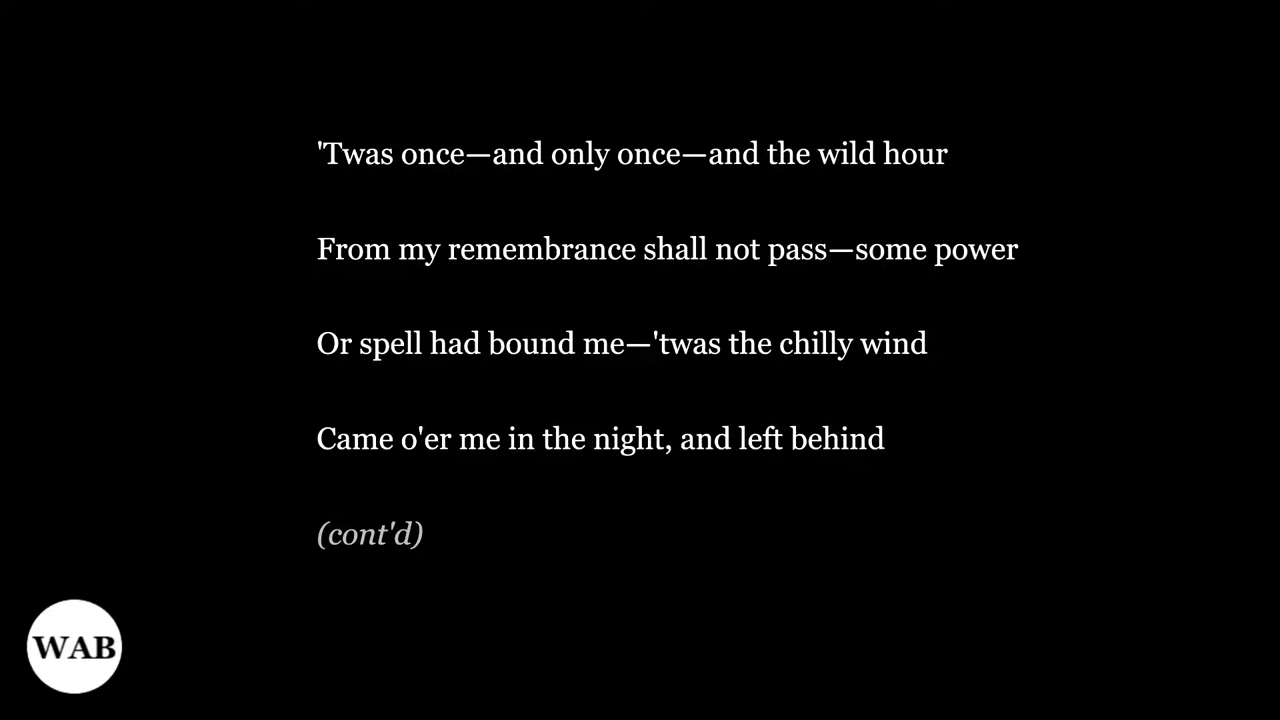 'Twas once—and only once—and the wild hour
From my remembrance shall not pass—some power
Or spell had bound me—'twas the chilly wind
Came o'er me in the night, and left behind
(cont'd)
WAB